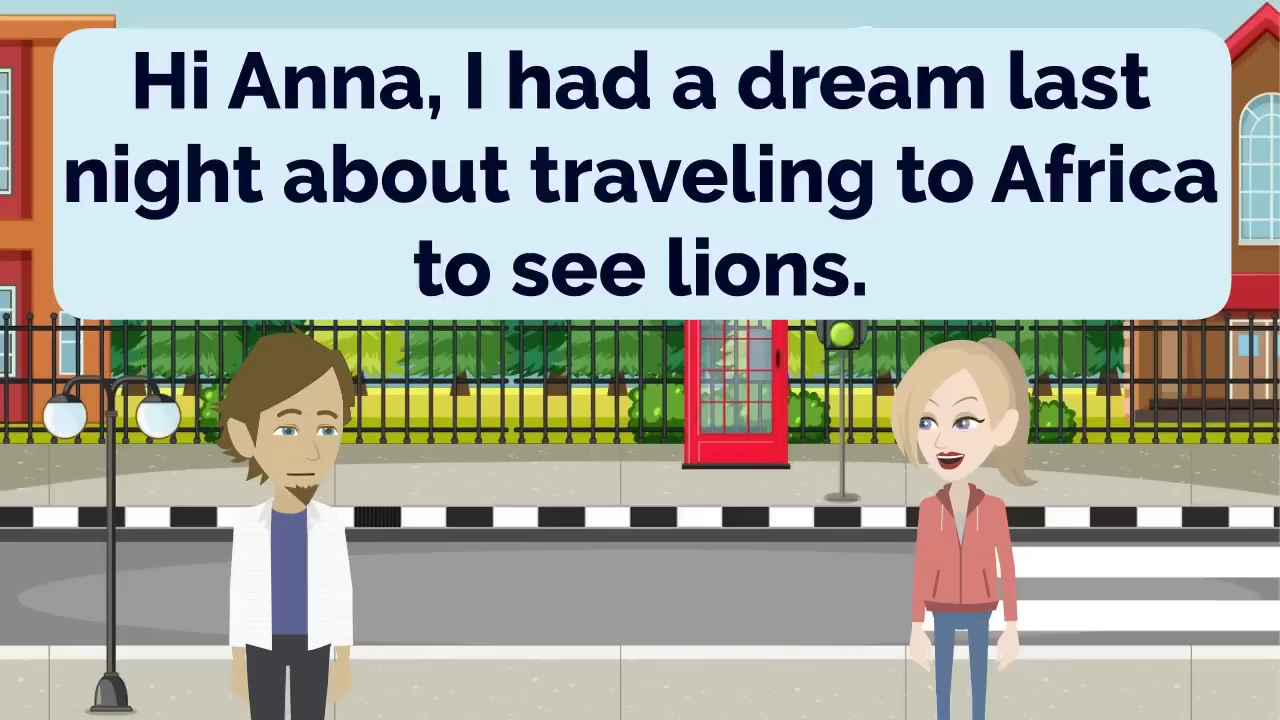 Hi Anna, I had a dream last
night about traveling to Africa
to see lions.